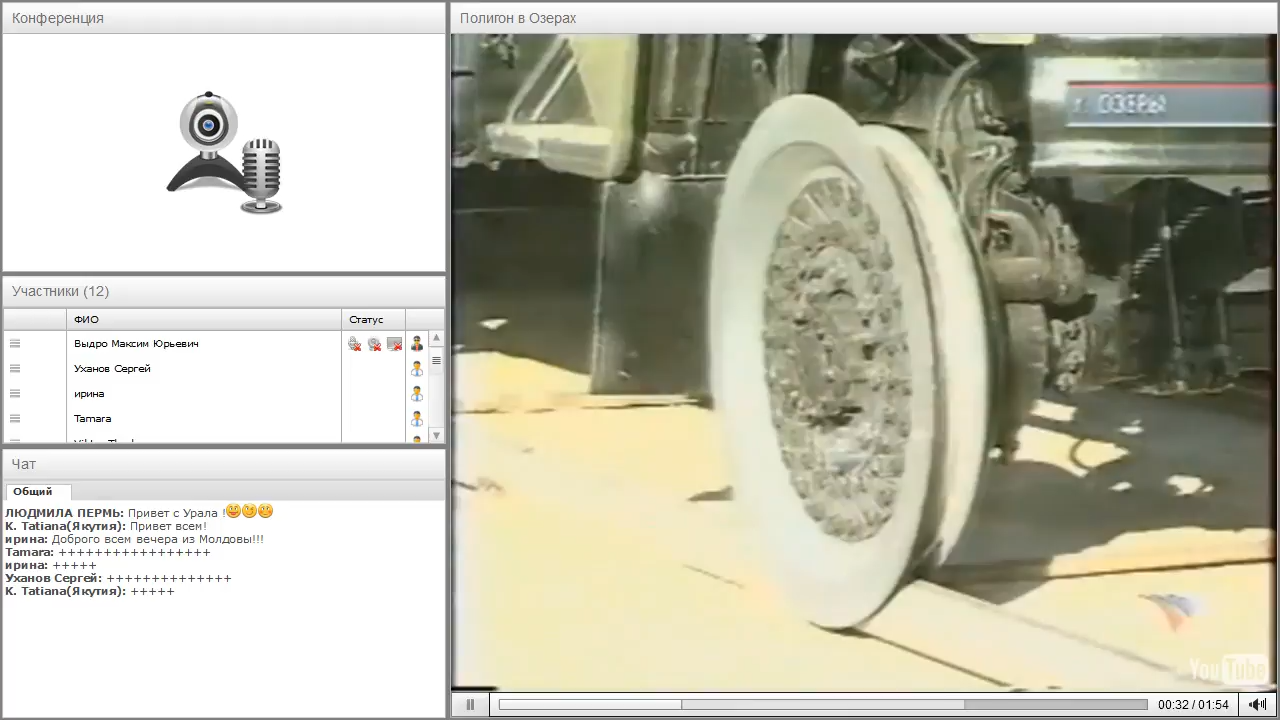 Конференция
Полигон в Озерах
г. ОЗЕРЫ
Участники (12)
ФИО Статус
Выдро Максим Юрьевич
Уханов Сергей
ирина
Tamara
Чат
Общий
ЛЮДМИЛА ПЕРМЬ: Привет с Урала !
K. Tatiana(Якутия): Привет всем!
ирина: Доброго всем вечера из Молдовы!!!
Tamara: +++++++++++++++++
ирина: +++++
Уханов Сергей: ++++++++++++++
K. Tatiana(Якутия): +++++
YouTube
00:32 / 01:54